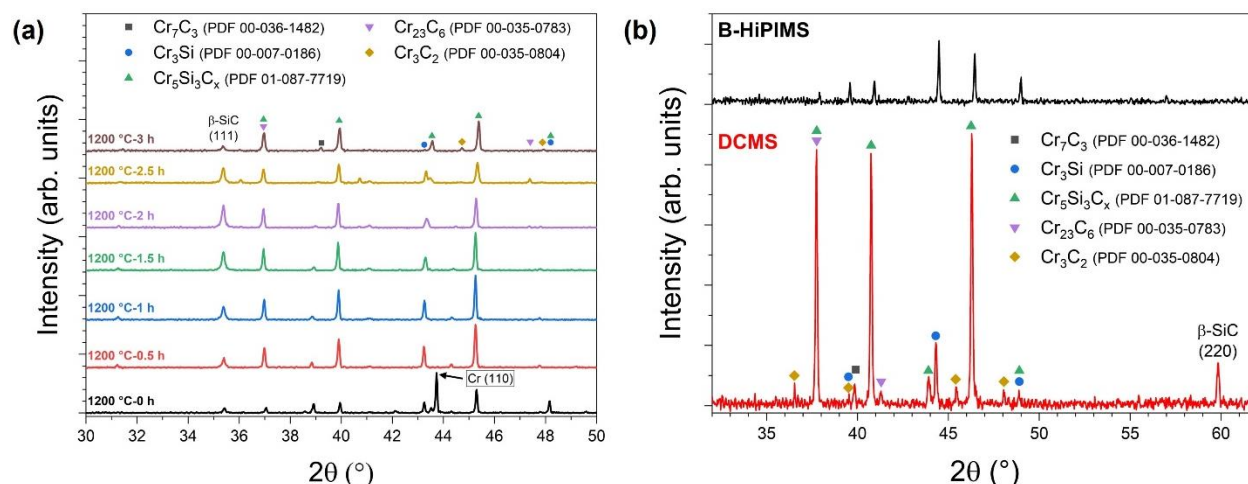 (a)
Cr₇C₃ (PDF 00-036-1482)
Cr₂₃C₆ (PDF 00-035-0783)
Cr₃Si (PDF 00-007-0186)
Cr₃C₂ (PDF 00-035-0804)
Cr₅Si₃Cₓ (PDF 01-087-7719)
β-SiC
(111)
1200 °C-3 h
1200 °C-2.5 h
1200 °C-2 h
1200 °C-1.5 h
1200 °C-1 h
1200 °C-0.5 h
Cr (110)
1200 °C-0 h
Intensity (arb. units)
30 32 34 36 38 40 42 44 46 48 50
2θ (°)
(b)
B-HiPIMS
DCMS
Cr₇C₃ (PDF 00-036-1482)
Cr₃Si (PDF 00-007-0186)
Cr₅Si₃Cₓ (PDF 01-087-7719)
Cr₂₃C₆ (PDF 00-035-0783)
Cr₃C₂ (PDF 00-035-0804)
β-SiC
(220)
Intensity (arb. units)
35 40 45 50 55 60
2θ (°)